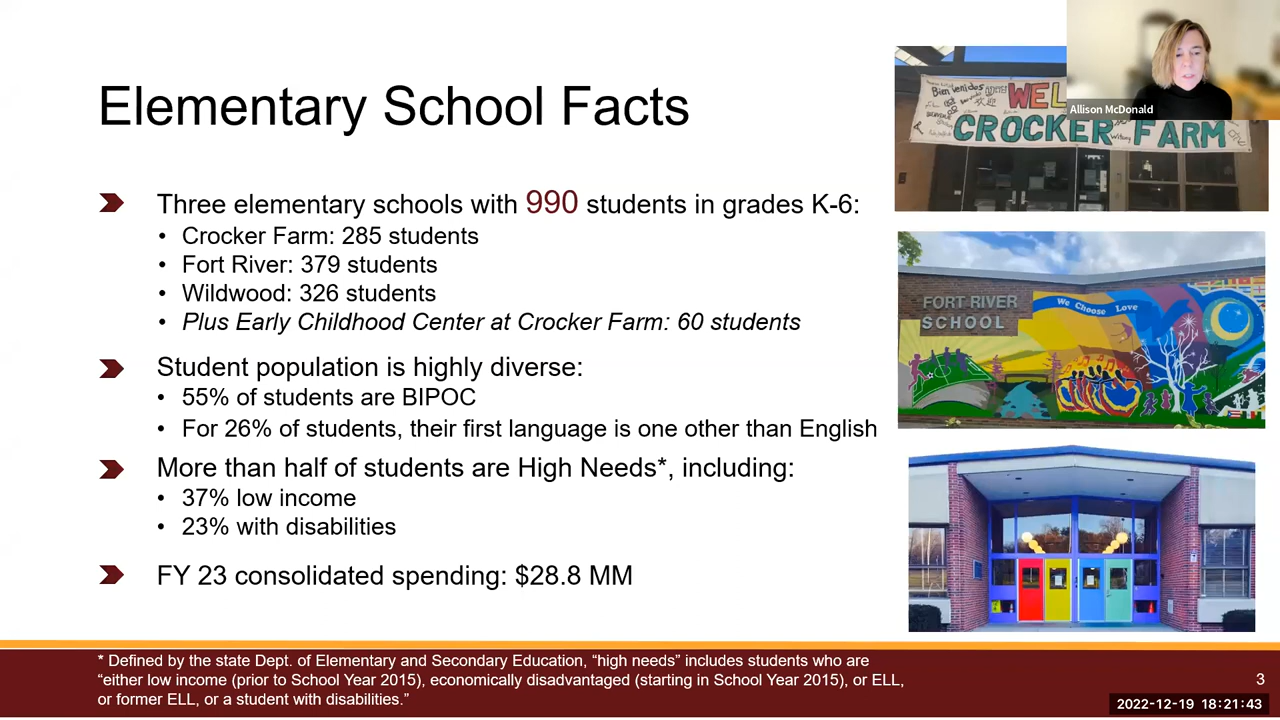 Elementary School Facts
Three elementary schools with 990 students in grades K-6:
• Crocker Farm: 285 students
• Fort River: 379 students
• Wildwood: 326 students
• Plus Early Childhood Center at Crocker Farm: 60 students
Student population is highly diverse:
• 55% of students are BIPOC
• For 26% of students, their first language is one other than English
More than half of students are High Needs*, including:
• 37% low income
• 23% with disabilities
FY 23 consolidated spending: $28.8 MM
* Defined by the state Dept. of Elementary and Secondary Education, “high needs” includes students who are
“either low income (prior to School Year 2015), economically disadvantaged (starting in School Year 2015), or ELL,
or former ELL, or a student with disabilities.”
3
2022-12-19 18:21:43
Allison McDonald
Bienvenidos
WEL
CROCKER FARM
FORT RIVER
SCHOOL
We Choose Love